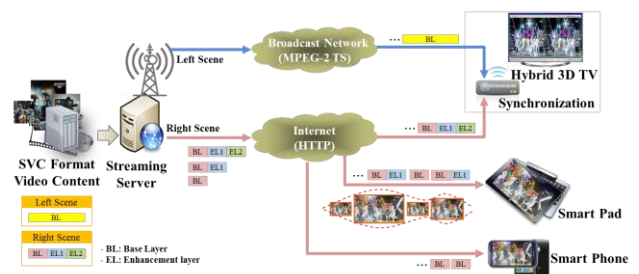 ... BL
Broadcast Network
(MPEG-2 TS)
Left Scene
Hybrid 3D TV
Synchronization
Right Scene
Internet
(HTTP)
... BL EL1 EL2
BL EL1 EL2
BL EL1
BL
SVC Format
Video Content
Streaming
Server
... BL EL1 BL BL EL1
Left Scene
BL
Smart Pad
Right Scene
BL EL1 EL2
- BL: Base Layer
- EL: Enhancement layer
... BL BL
Smart Phone